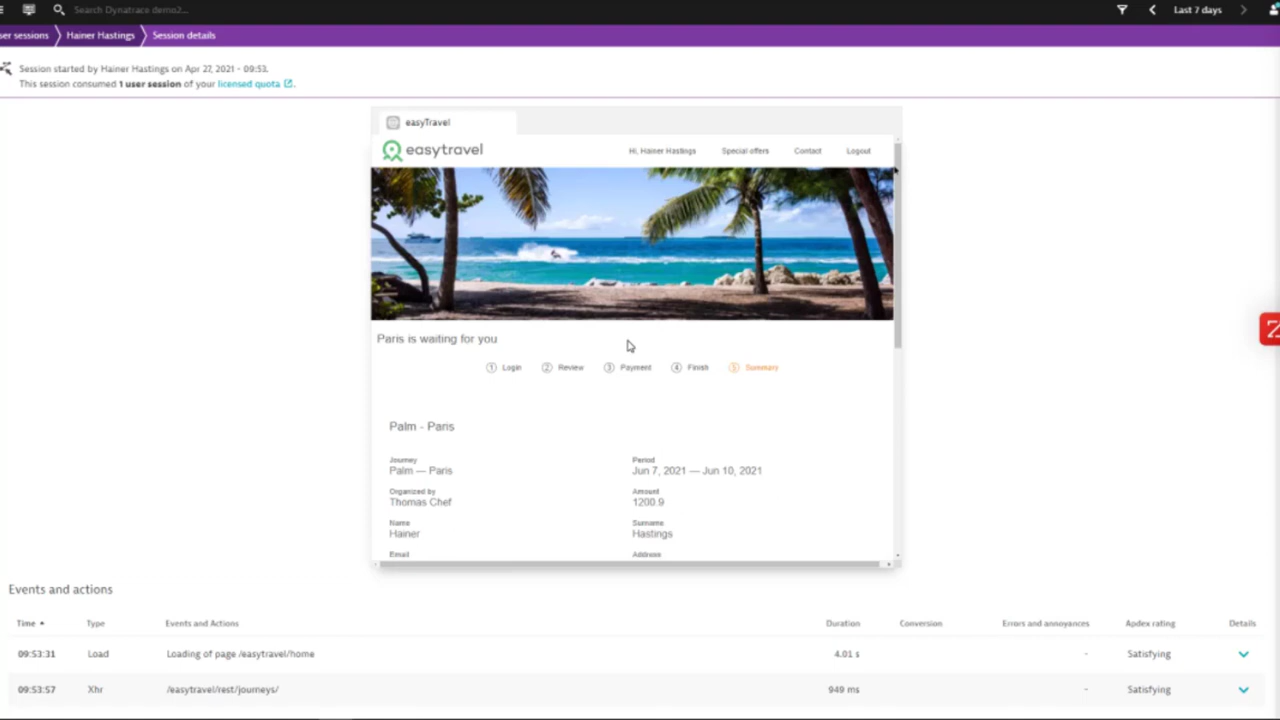 Search Dynatrace demo2...
Last 7 days
ser sessions
Hainer Hastings
Session details
Session started by Hainer Hastings on Apr 27, 2021 - 09:53.
This session consumed 1 user session of your licensed quota.
easyTravel
easytravel
Hi, Hainer Hastings
Special offers
Contact
Logout
Paris is waiting for you
1 Login
2 Review
3 Payment
4 Finish
5 Summary
Palm - Paris
Journey
Period
Palm — Paris
Jun 7, 2021 — Jun 10, 2021
Organized by
Amount
Thomas Chef
1200.9
Name
Surname
Hainer
Hastings
Email
Address
Events and actions
Time Type Events and Actions Duration Conversion Errors and annoyances Apdex rating Details
09:53:31 Load Loading of page /easytravel/home 4.01 s - Satisfying
09:53:57 Xhr /easytravel/rest/journeys/ 949 ms - Satisfying